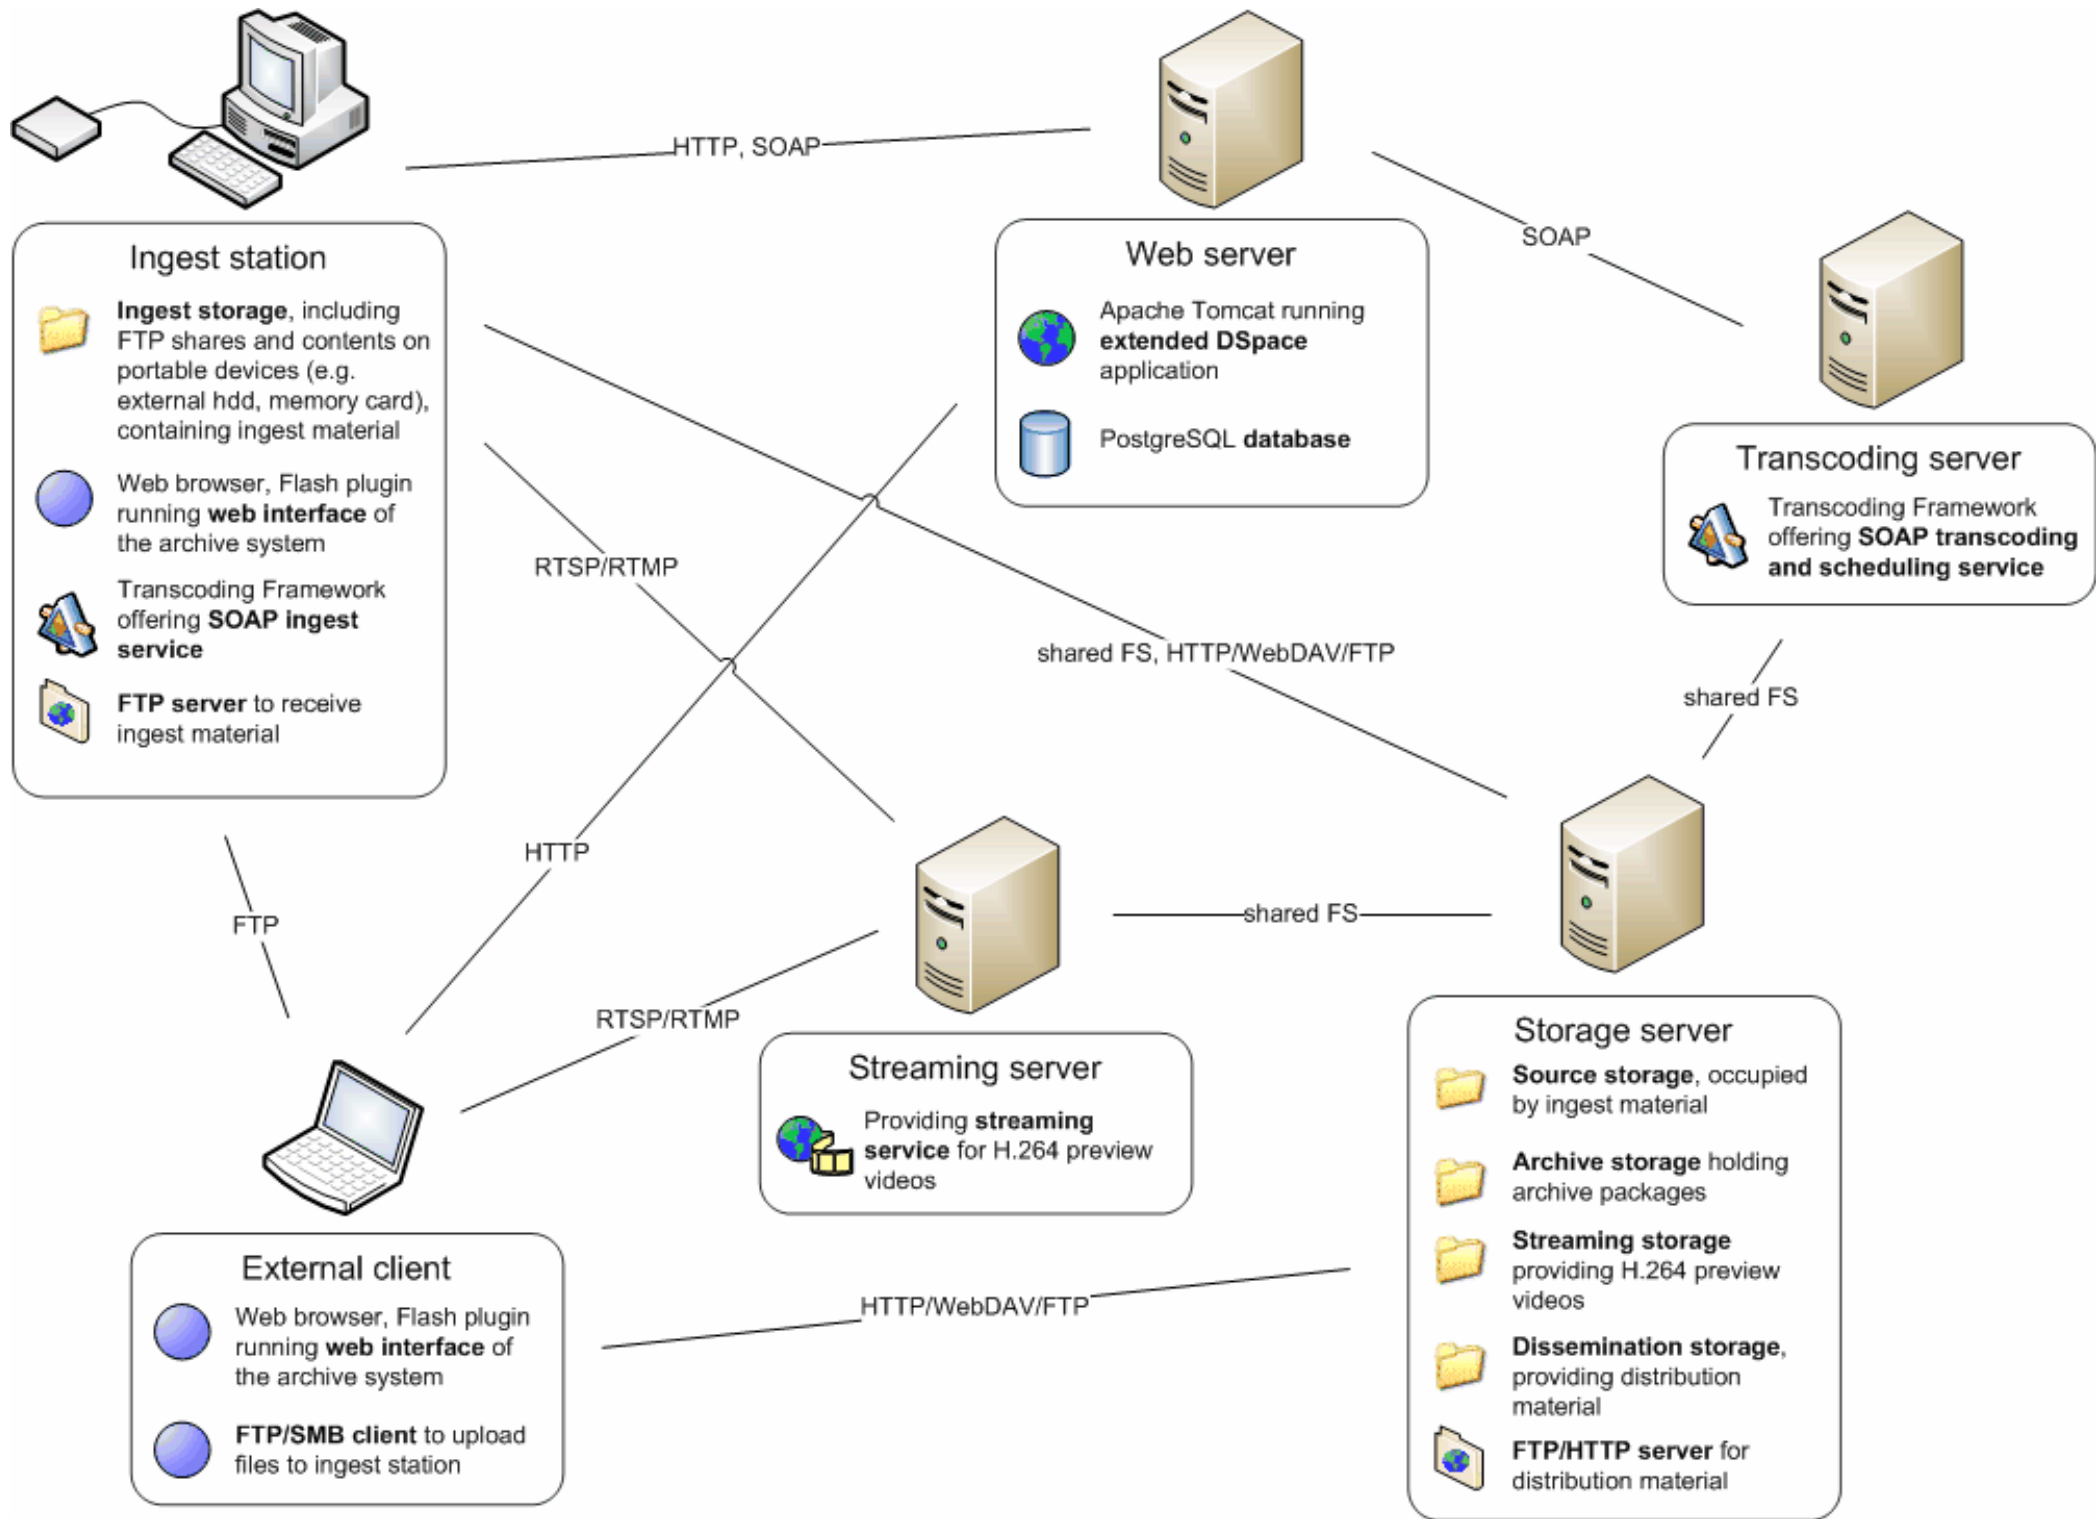 HTTP, SOAP
SOAP
Ingest station
Ingest storage, including
FTP shares and contents on
portable devices (e.g.
external hdd, memory card),
containing ingest material
Web browser, Flash plugin
running web interface of
the archive system
Transcoding Framework
offering SOAP ingest
service
FTP server to receive
ingest material
Web server
Apache Tomcat running
extended DSpace
application
PostgreSQL database
Transcoding server
Transcoding Framework
offering SOAP transcoding
and scheduling service
RTSP/RTMP
shared FS, HTTP/WebDAV/FTP
shared FS
HTTP
FTP
shared FS
RTSP/RTMP
Streaming server
Providing streaming
service for H.264 preview
videos
Storage server
Source storage, occupied
by ingest material
Archive storage holding
archive packages
Streaming storage
providing H.264 preview
videos
Dissemination storage,
providing distribution
material
FTP/HTTP server for
distribution material
External client
Web browser, Flash plugin
running web interface of
the archive system
FTP/SMB client to upload
files to ingest station
HTTP/WebDAV/FTP